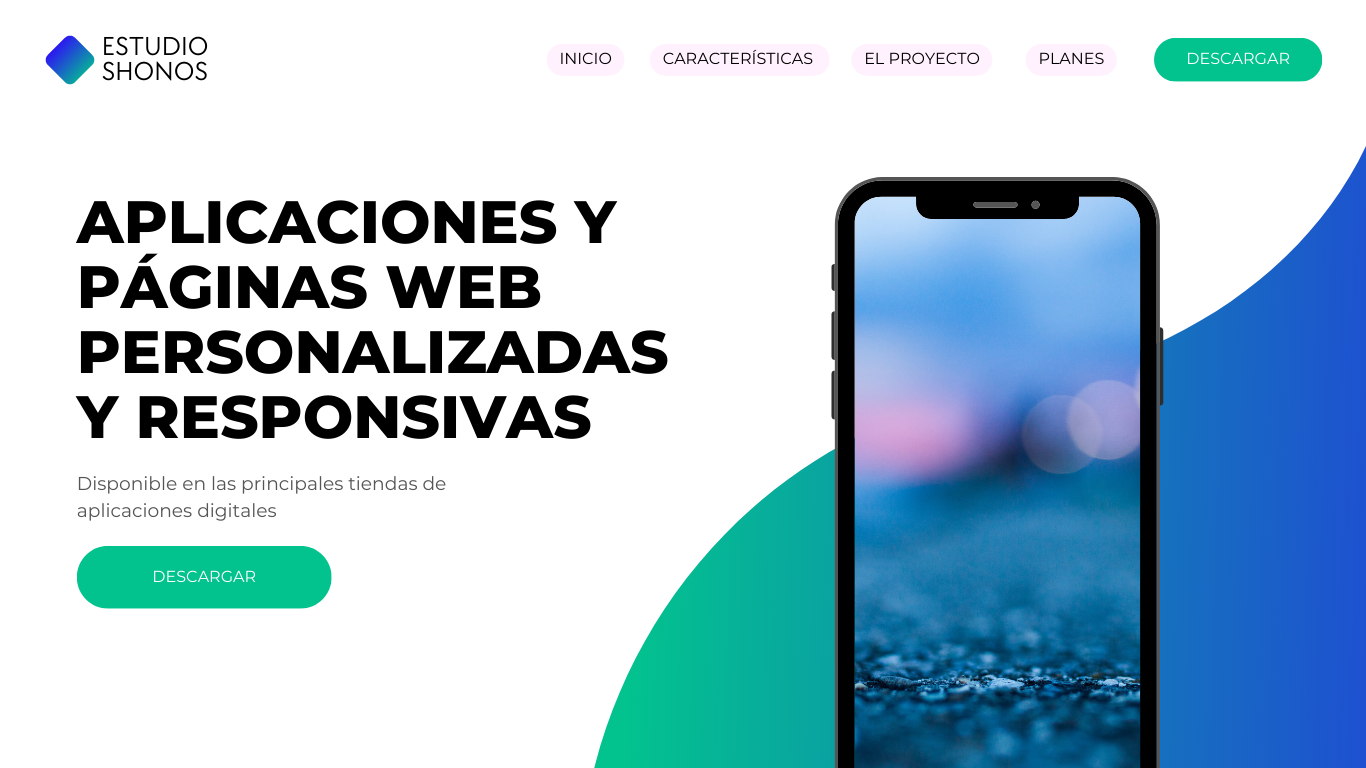 ESTUDIO
SHONOS
INICIO
CARACTERÍSTICAS
EL PROYECTO
PLANES
DESCARGAR
APLICACIONES Y
PÁGINAS WEB
PERSONALIZADAS
Y RESPONSIVAS
Disponible en las principales tiendas de
aplicaciones digitales
DESCARGAR